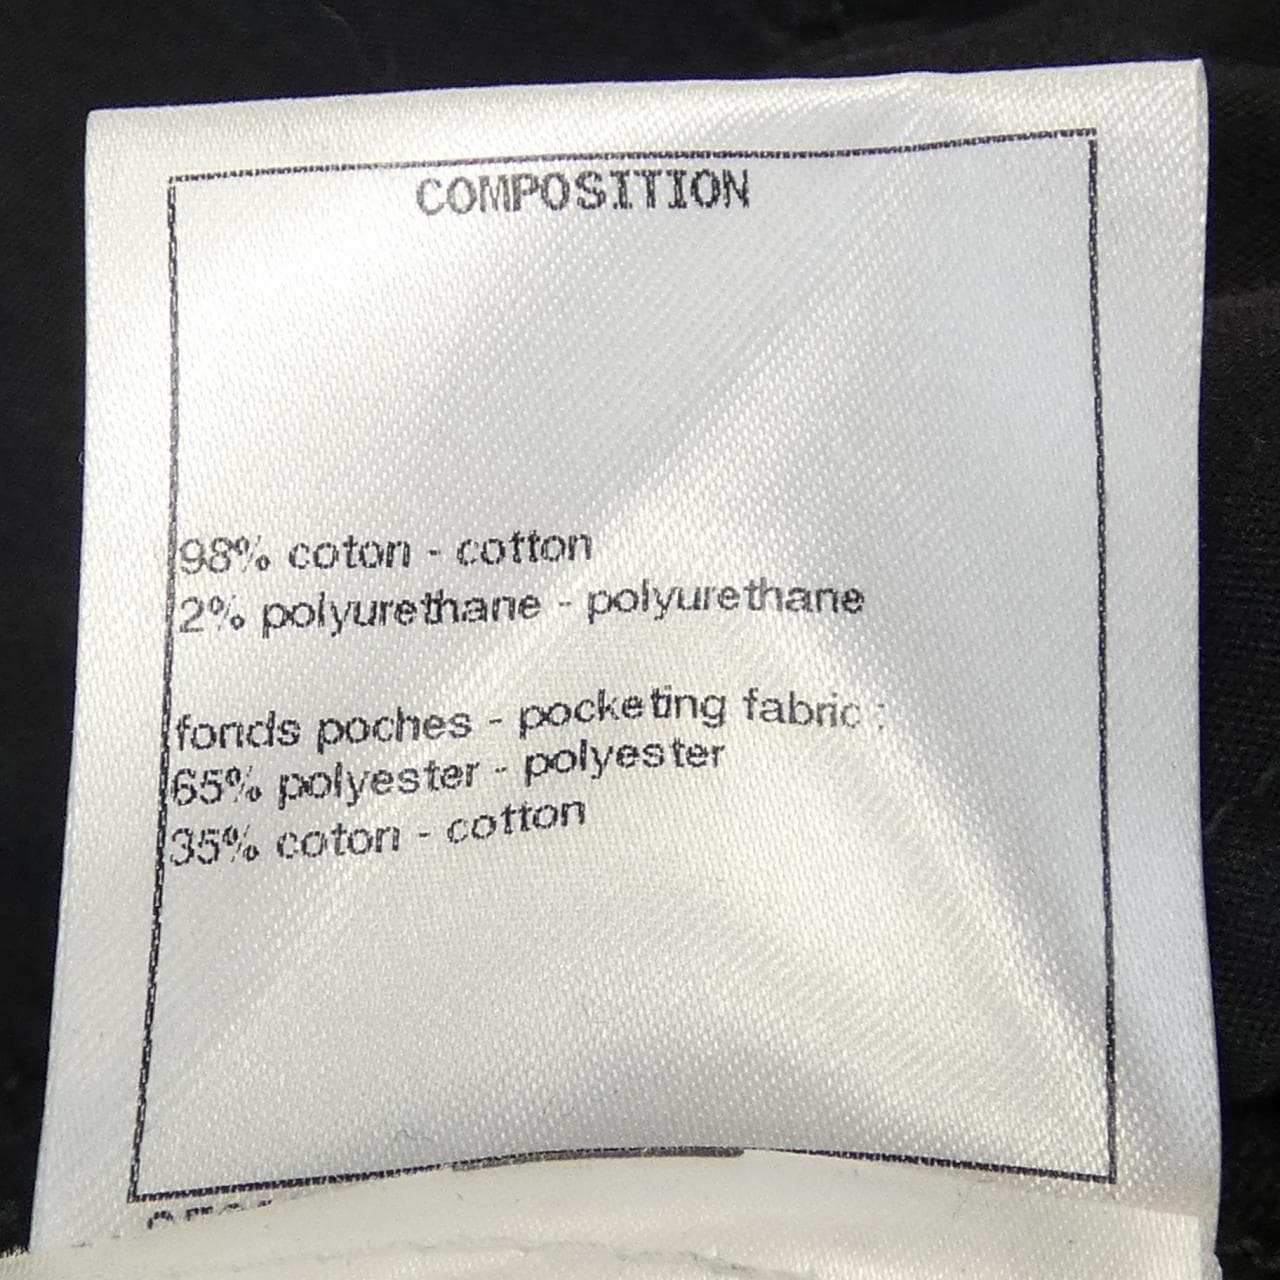 COMPOSITION
98% coton - cotton
2% polyurethane - polyurethane
fonds poches - pocketing fabric :
65% polyester - polyester
35% coton - cotton